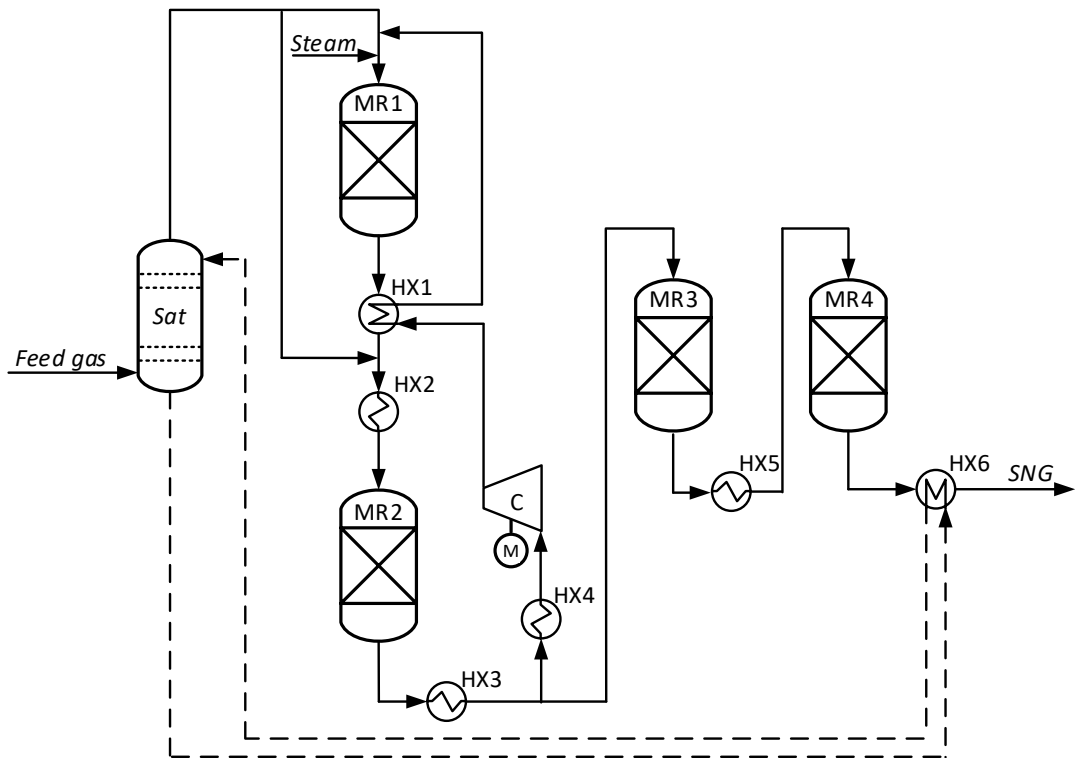 Steam
MR1
HX1
Sat
Feed gas
HX2
MR2
C
M
HX4
HX3
MR3
MR4
HX5
HX6
SNG